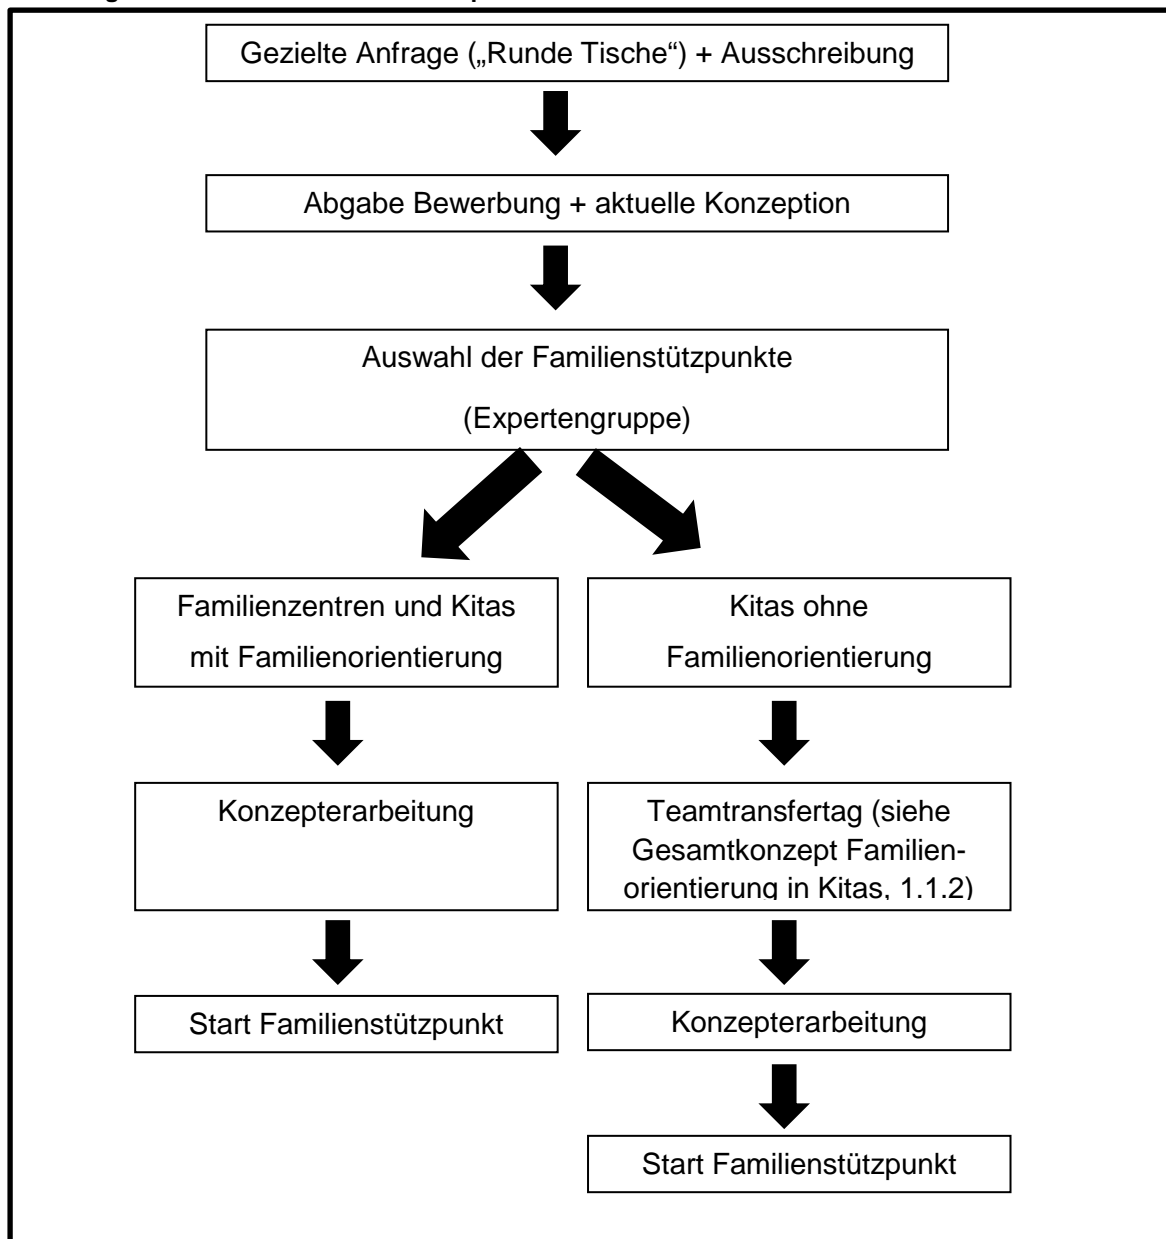 Gezielte Anfrage („Runde Tische“) + Ausschreibung
Abgabe Bewerbung + aktuelle Konzeption
Auswahl der Familienstützpunkte
(Expertengruppe)
Familienzentren und Kitas
mit Familienorientierung
Kitas ohne
Familienorientierung
Konzepterarbeitung
Teamtransfertag (siehe
Gesamtkonzept Familien-
orientierung in Kitas, 1.1.2)
Start Familienstützpunkt
Konzepterarbeitung
Start Familienstützpunkt